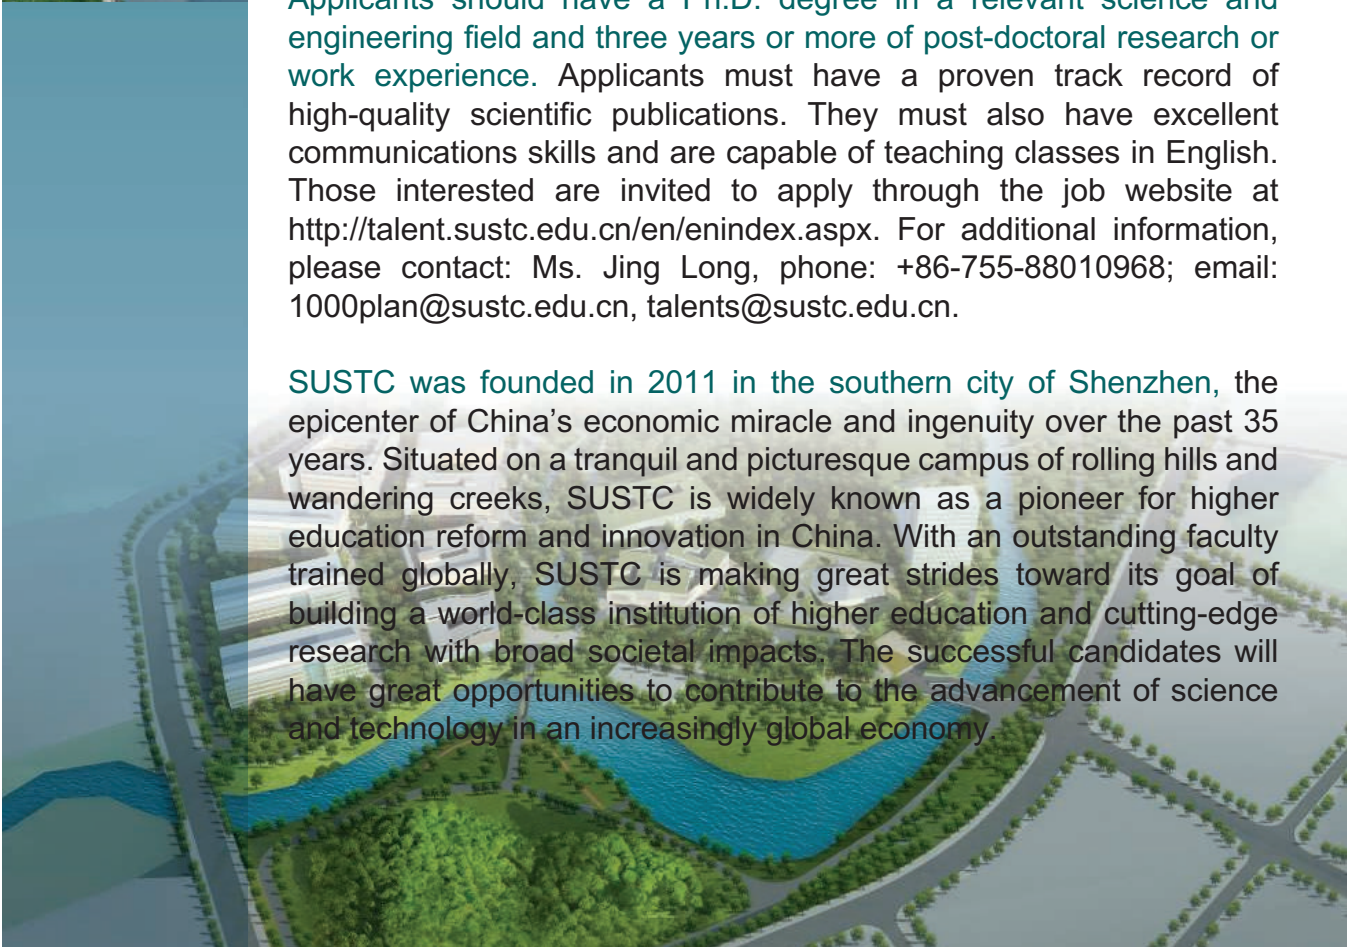 Applicants should have a Ph.D. degree in a relevant science and
engineering field and three years or more of post-doctoral research or
work experience. Applicants must have a proven track record of
high-quality scientific publications. They must also have excellent
communications skills and are capable of teaching classes in English.
Those interested are invited to apply through the job website at
http://talent.sustc.edu.cn/en/enindex.aspx. For additional information,
please contact: Ms. Jing Long, phone: +86-755-88010968; email:
1000plan@sustc.edu.cn, talents@sustc.edu.cn.
SUSTC was founded in 2011 in the southern city of Shenzhen, the
epicenter of China’s economic miracle and ingenuity over the past 35
years. Situated on a tranquil and picturesque campus of rolling hills and
wandering creeks, SUSTC is widely known as a pioneer for higher
education reform and innovation in China. With an outstanding faculty
trained globally, SUSTC is making great strides toward its goal of
building a world-class institution of higher education and cutting-edge
research with broad societal impacts. The successful candidates will
have great opportunities to contribute to the advancement of science
and technology in an increasingly global economy.